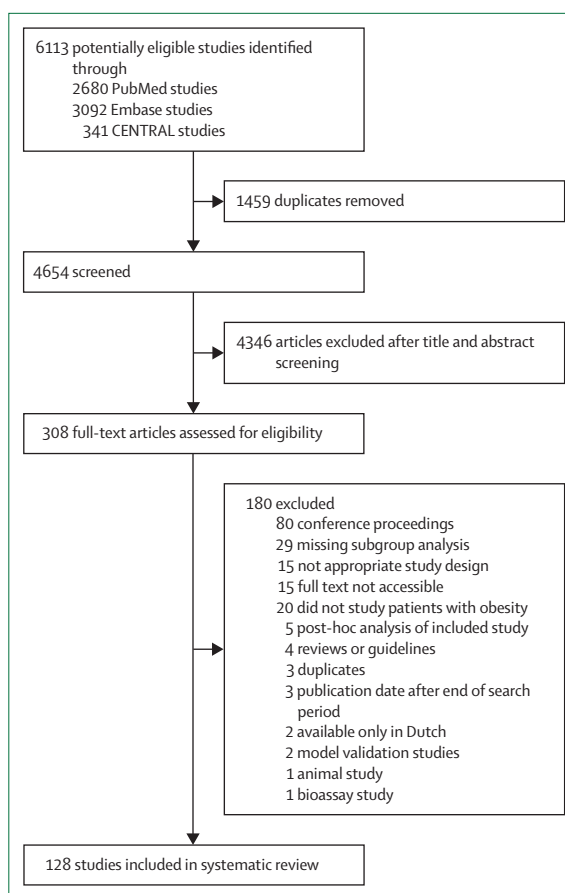 6113 potentially eligible studies identified
through
2680 PubMed studies
3092 Embase studies
341 CENTRAL studies
1459 duplicates removed
4654 screened
4346 articles excluded after title and abstract
screening
308 full-text articles assessed for eligibility
180 excluded
80 conference proceedings
29 missing subgroup analysis
15 not appropriate study design
15 full text not accessible
20 did not study patients with obesity
5 post-hoc analysis of included study
4 reviews or guidelines
3 duplicates
3 publication date after end of search
period
2 available only in Dutch
2 model validation studies
1 animal study
1 bioassay study
128 studies included in systematic review